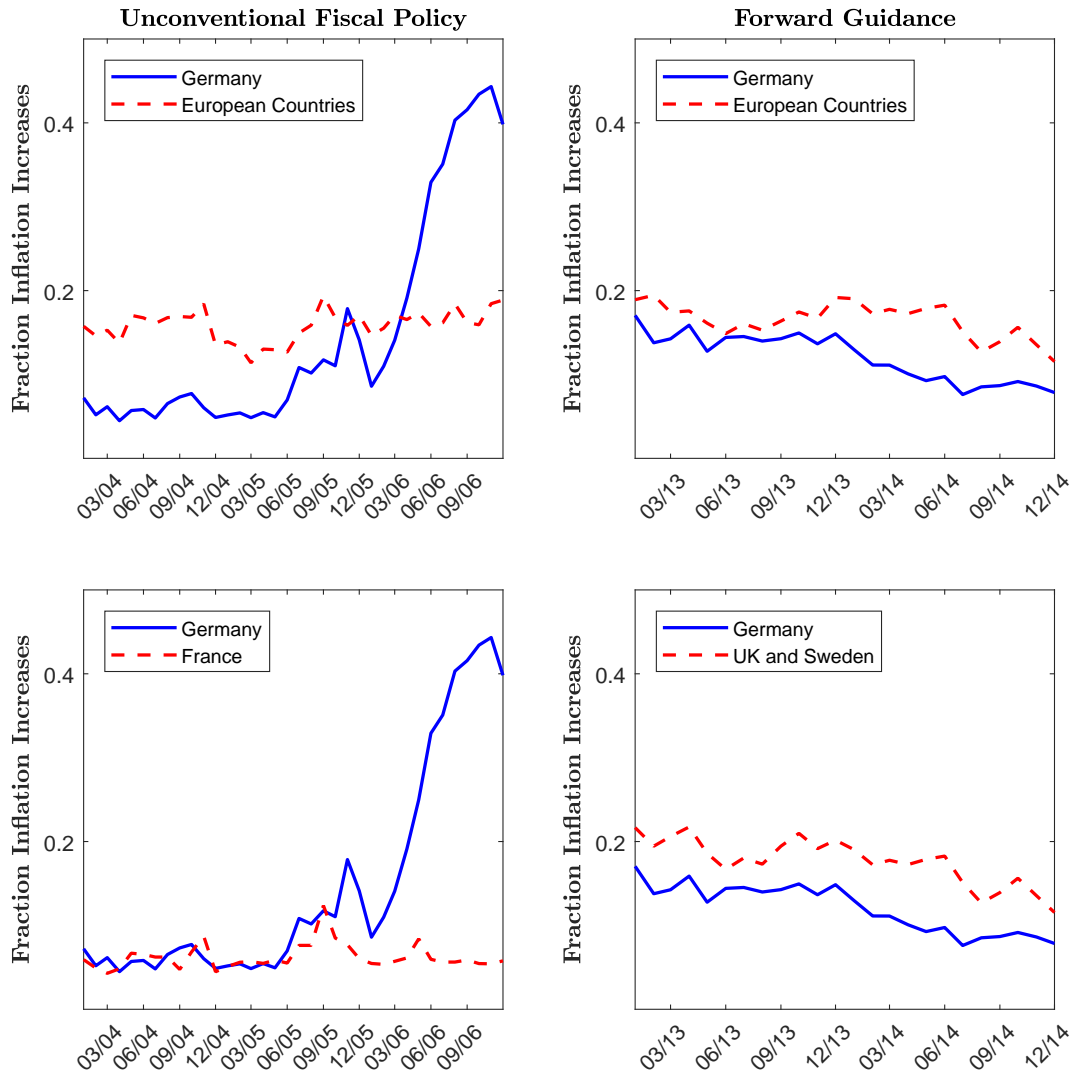 Unconventional Fiscal Policy
Fraction Inflation Increases
Germany
European Countries
0.4
0.2
03/04 06/04 09/04 12/04 03/05 06/05 09/05 12/05 03/06 06/06 09/06
Forward Guidance
Fraction Inflation Increases
Germany
European Countries
0.4
0.2
03/13 06/13 09/13 12/13 03/14 06/14 09/14 12/14
Fraction Inflation Increases
Germany
France
0.4
0.2
03/04 06/04 09/04 12/04 03/05 06/05 09/05 12/05 03/06 06/06 09/06
Fraction Inflation Increases
Germany
UK and Sweden
0.4
0.2
03/13 06/13 09/13 12/13 03/14 06/14 09/14 12/14